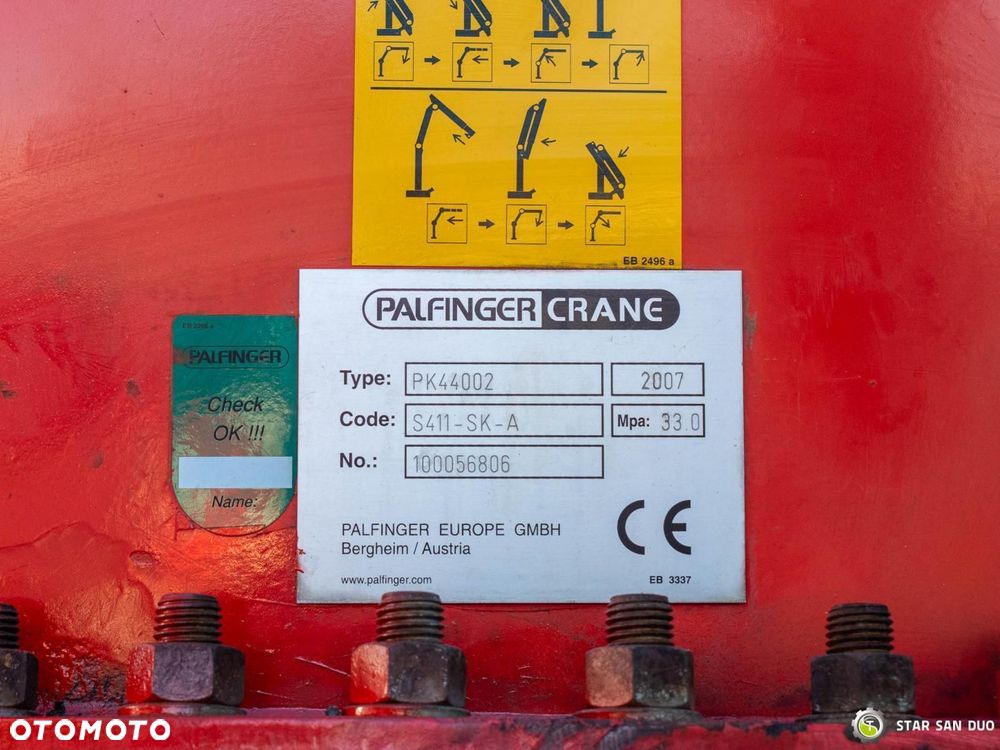 EB 2496 a
PALFINGER CRANE
Type: PK44002 2007
Code: S411-SK-A Mpa: 33.0
No.: 100056806
PALFINGER EUROPE GMBH
Bergheim / Austria
www.palfinger.com EB 3337
PALFINGER
Check
OK !!!
Name:
OTOMOTO
STAR SAN DUO